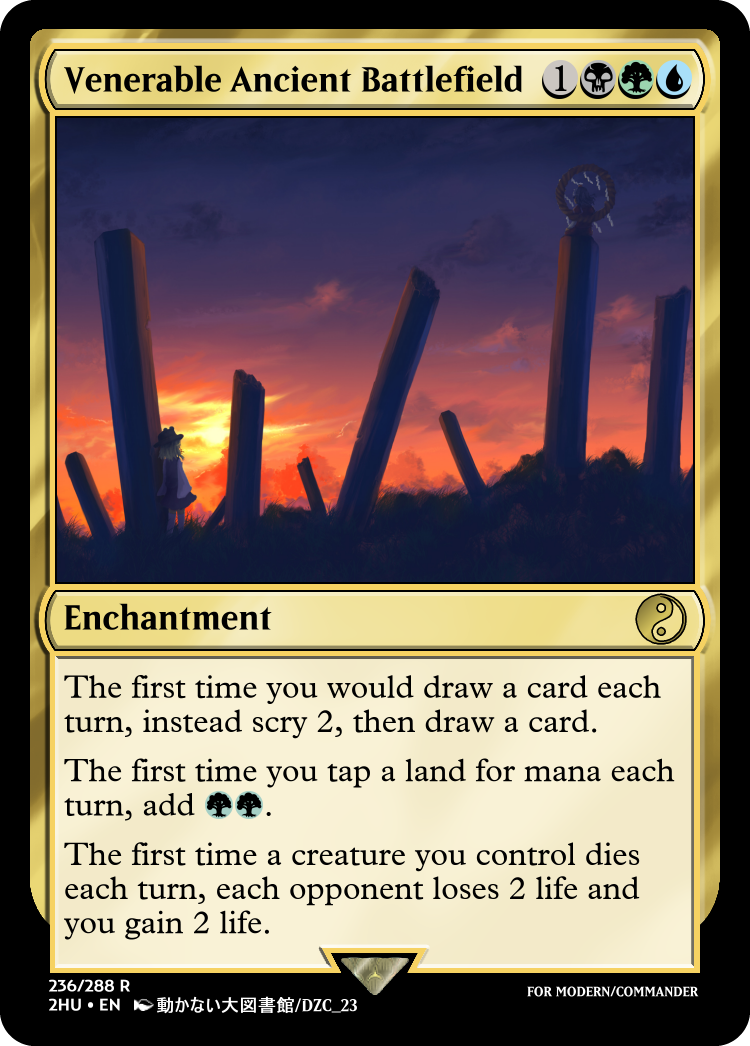 Venerable Ancient Battlefield 1
Enchantment
The first time you would draw a card each
turn, instead scry 2, then draw a card.
The first time you tap a land for mana each
turn, add .
The first time a creature you control dies
each turn, each opponent loses 2 life and
you gain 2 life.
236/288 R
2HU • EN 動かない大図書館/DZC_23
FOR MODERN/COMMANDER